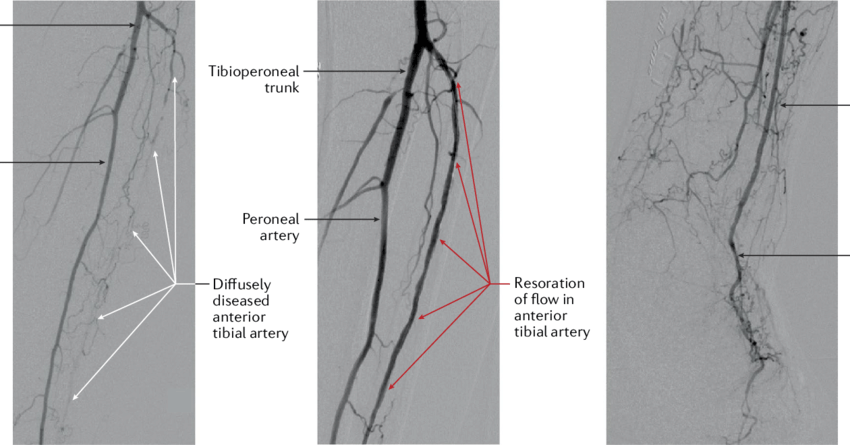 Tibioperoneal
trunk
Peroneal
artery
Diffusely
diseased
anterior
tibial artery
Resoration
of flow in
anterior
tibial artery